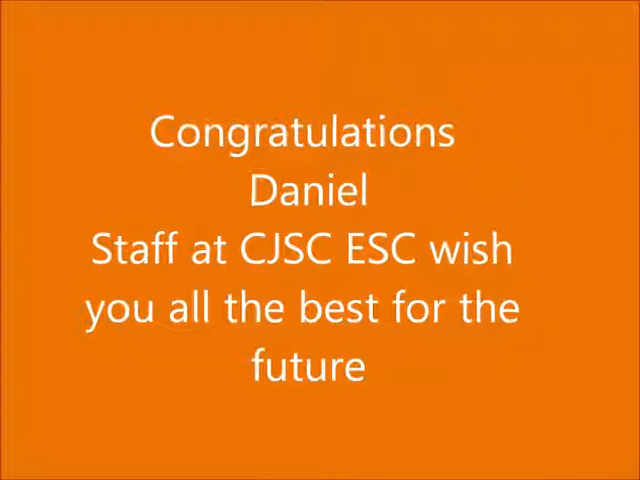 Congratulations
Daniel
Staff at CJSC ESC wish
you all the best for the
future